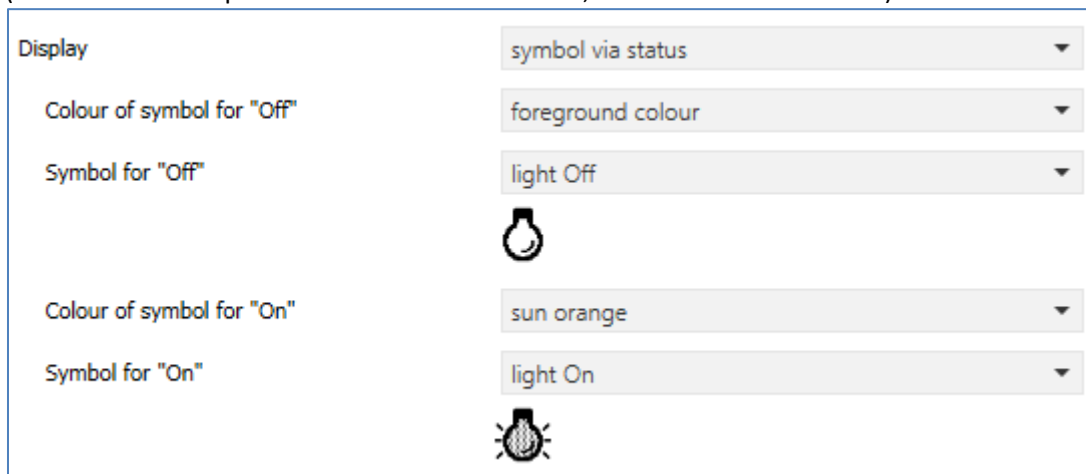 Display symbol via status
Colour of symbol for "Off" foreground colour
Symbol for "Off" light Off
Colour of symbol for "On" sun orange
Symbol for "On" light On